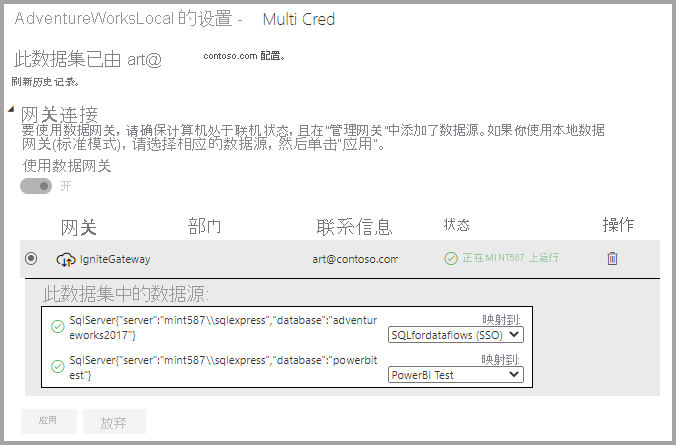 AdventureWorksLocal 的设置 - Multi Cred
此数据集已由 art@ contoso.com 配置。
刷新历史记录。
网关连接
要使用数据网关, 请确保计算机处于联机状态, 且在"管理网关"中添加了数据源。如果你使用本地数据
网关(标准模式), 请选择相应的数据源, 然后单击"应用"。
使用数据网关
开
网关 部门 联系信息 状态 操作
IgniteGateway art@contoso.com 正在 MINT587 上运行
此数据集中的数据源:
SqlServer{"server":"mint587\\sqlexpress","database":"adventur 映射到:
eworks2017"} SQLfordataflows (SSO)
SqlServer{"server":"mint587\\sqlexpress","database":"powerbit 映射到:
est"} PowerBI Test
应用 放弃